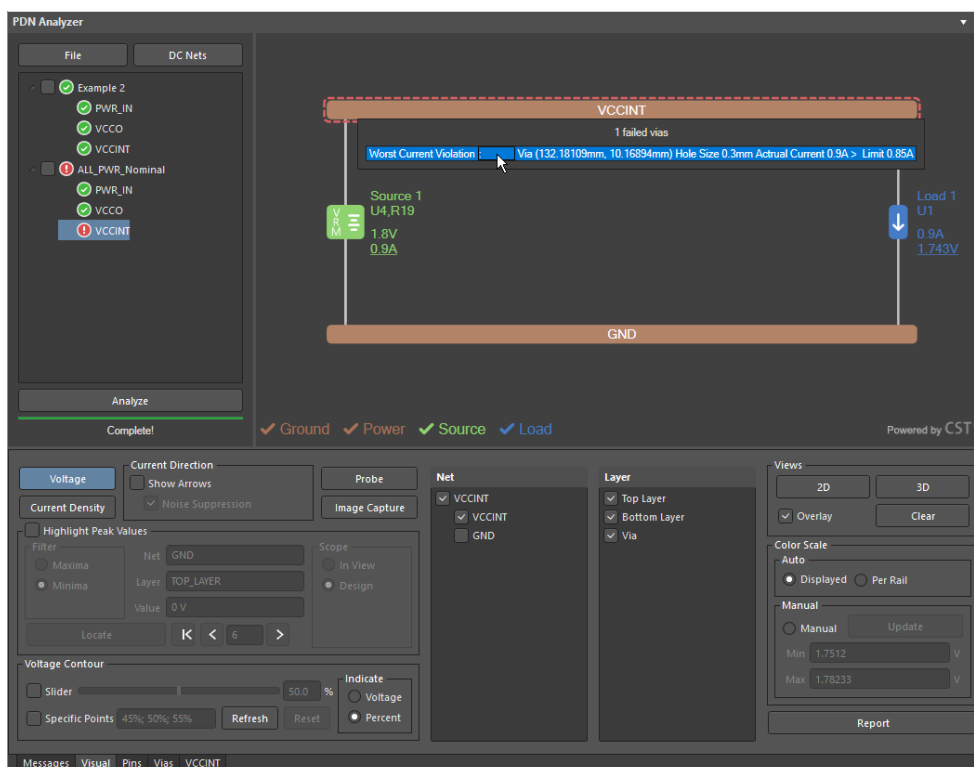 PDN Analyzer
File
DC Nets
Example 2
PWR_IN
VCCO
VCCINT
ALL_PWR_Nominal
PWR_IN
VCCO
VCCINT
Analyze
Complete!
VCCINT
1 failed vias
Worst Current Violation : Via (132.18109mm, 10.16894mm) Hole Size 0.3mm Actrual Current 0.9A > Limit 0.85A
Source 1
U4,R19
VRM
1.8V
0.9A
Load 1
U1
0.9A
1.743V
GND
Ground
Power
Source
Load
Powered by CST
Voltage
Current Density
Current Direction
Show Arrows
Noise Suppression
Probe
Image Capture
Highlight Peak Values
Filter
Maxima
Minima
Net GND
Layer TOP_LAYER
Value 0 V
Scope
In View
Design
Locate
6
Voltage Contour
Slider
50.0 %
Specific Points 45%; 50%; 55%
Refresh
Reset
Indicate
Voltage
Percent
Net
VCCINT
VCCINT
GND
Layer
Top Layer
Bottom Layer
Via
Views
2D
3D
Overlay
Clear
Color Scale
Auto
Displayed
Per Rail
Manual
Manual
Update
Min 1.7512 V
Max 1.78233 V
Report
Messages Visual Pins Vias VCCINT